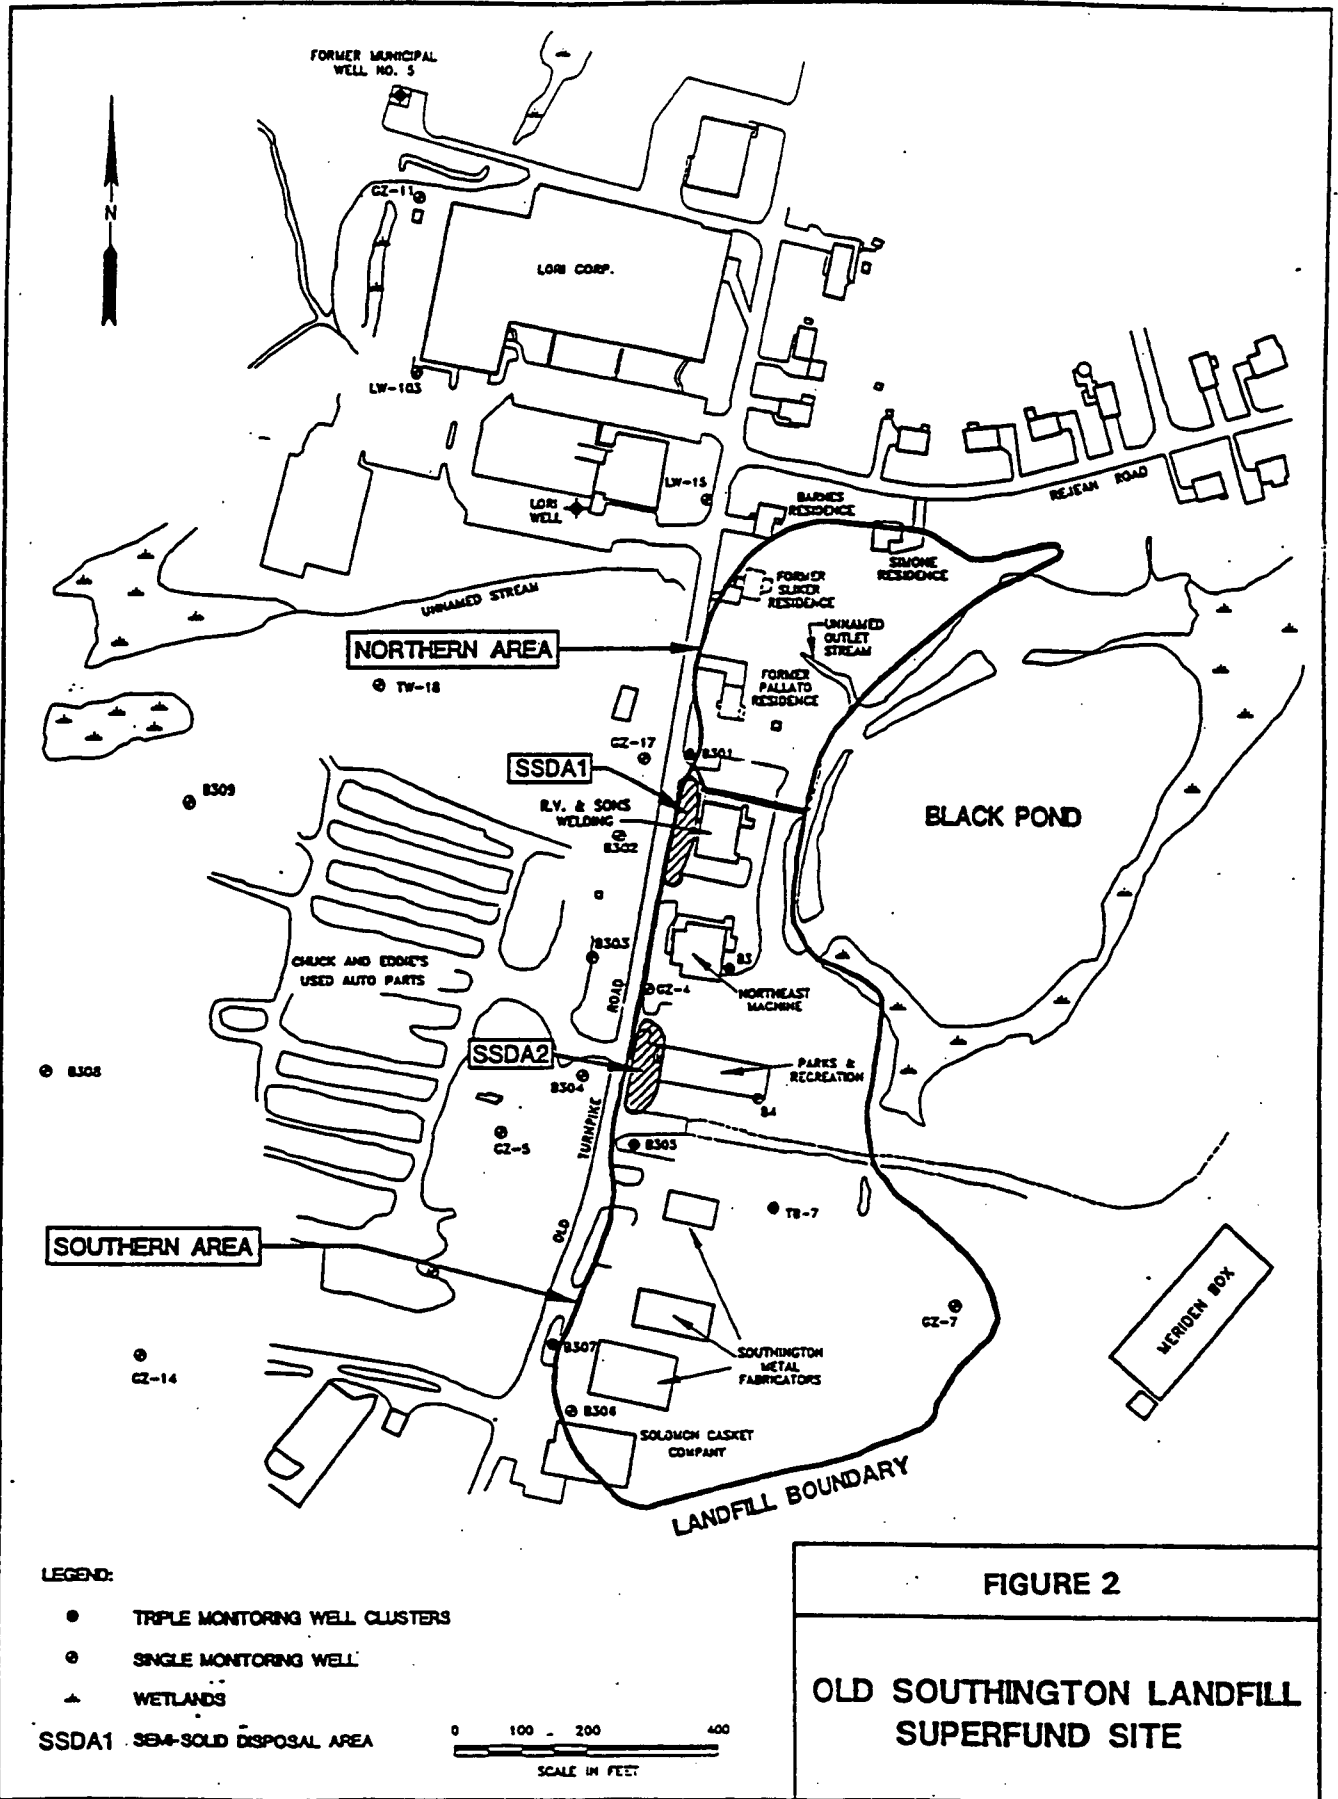 FORMER MUNICIPAL
WELL NO. 5
N
GZ-11
LORI CORP.
LW-103
LW-15
LORI
WELL
BARNES
RESIDENCE
REJEAN ROAD
SIMONE
RESIDENCE
FORMER
SLIKER
RESIDENCE
UNNAMED STREAM
UNNAMED
OUTLET
STREAM
NORTHERN AREA
TW-18
FORMER
PALLATO
RESIDENCE
GZ-17
B301
SSDA1
B309
R.V. & SONS
WELDING
B302
BLACK POND
CHUCK AND EDDIE'S
USED AUTO PARTS
B303
B3
GZ-4
NORTHEAST
MACHINE
OLD TURNPIKE ROAD
SSDA2
PARKS &
RECREATION
B308
B304
B4
GZ-5
B305
TB-7
SOUTHERN AREA
MERIDEN BOX
GZ-7
B307
GZ-14
SOUTHINGTON
METAL
FABRICATORS
B306
SOLOMON CASKET
COMPANY
LANDFILL BOUNDARY
LEGEND:
TRIPLE MONITORING WELL CLUSTERS
SINGLE MONITORING WELL
WETLANDS
SSDA1 SEMI-SOLID DISPOSAL AREA
0 100 200 400
SCALE IN FEET
FIGURE 2
OLD SOUTHINGTON LANDFILL
SUPERFUND SITE